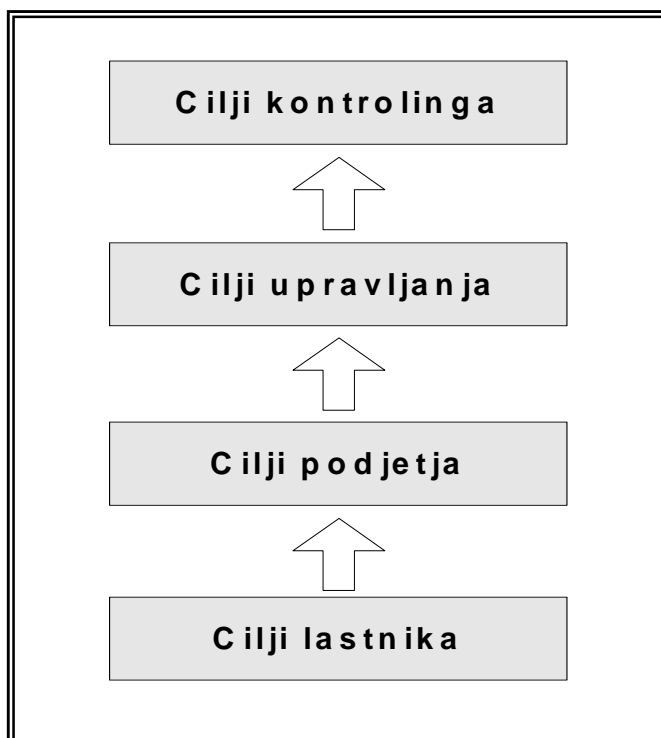 Cilji kontrolinga
Cilji upravljanja
Cilji podjetja
Cilji lastnika